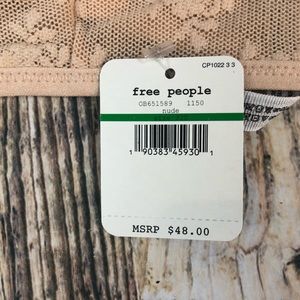 CP1022 3 3
free people
OB651589 1150
nude
1 90383 45930 1
MSRP $48.00